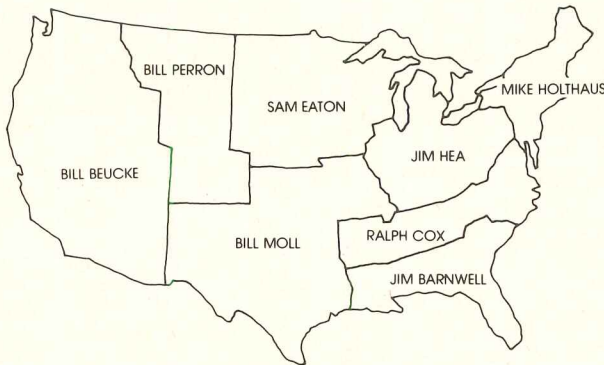 BILL PERRON
MIKE HOLTHAUS
SAM EATON
JIM HEA
BILL BEUCKE
RALPH COX
BILL MOLL
JIM BARNWELL